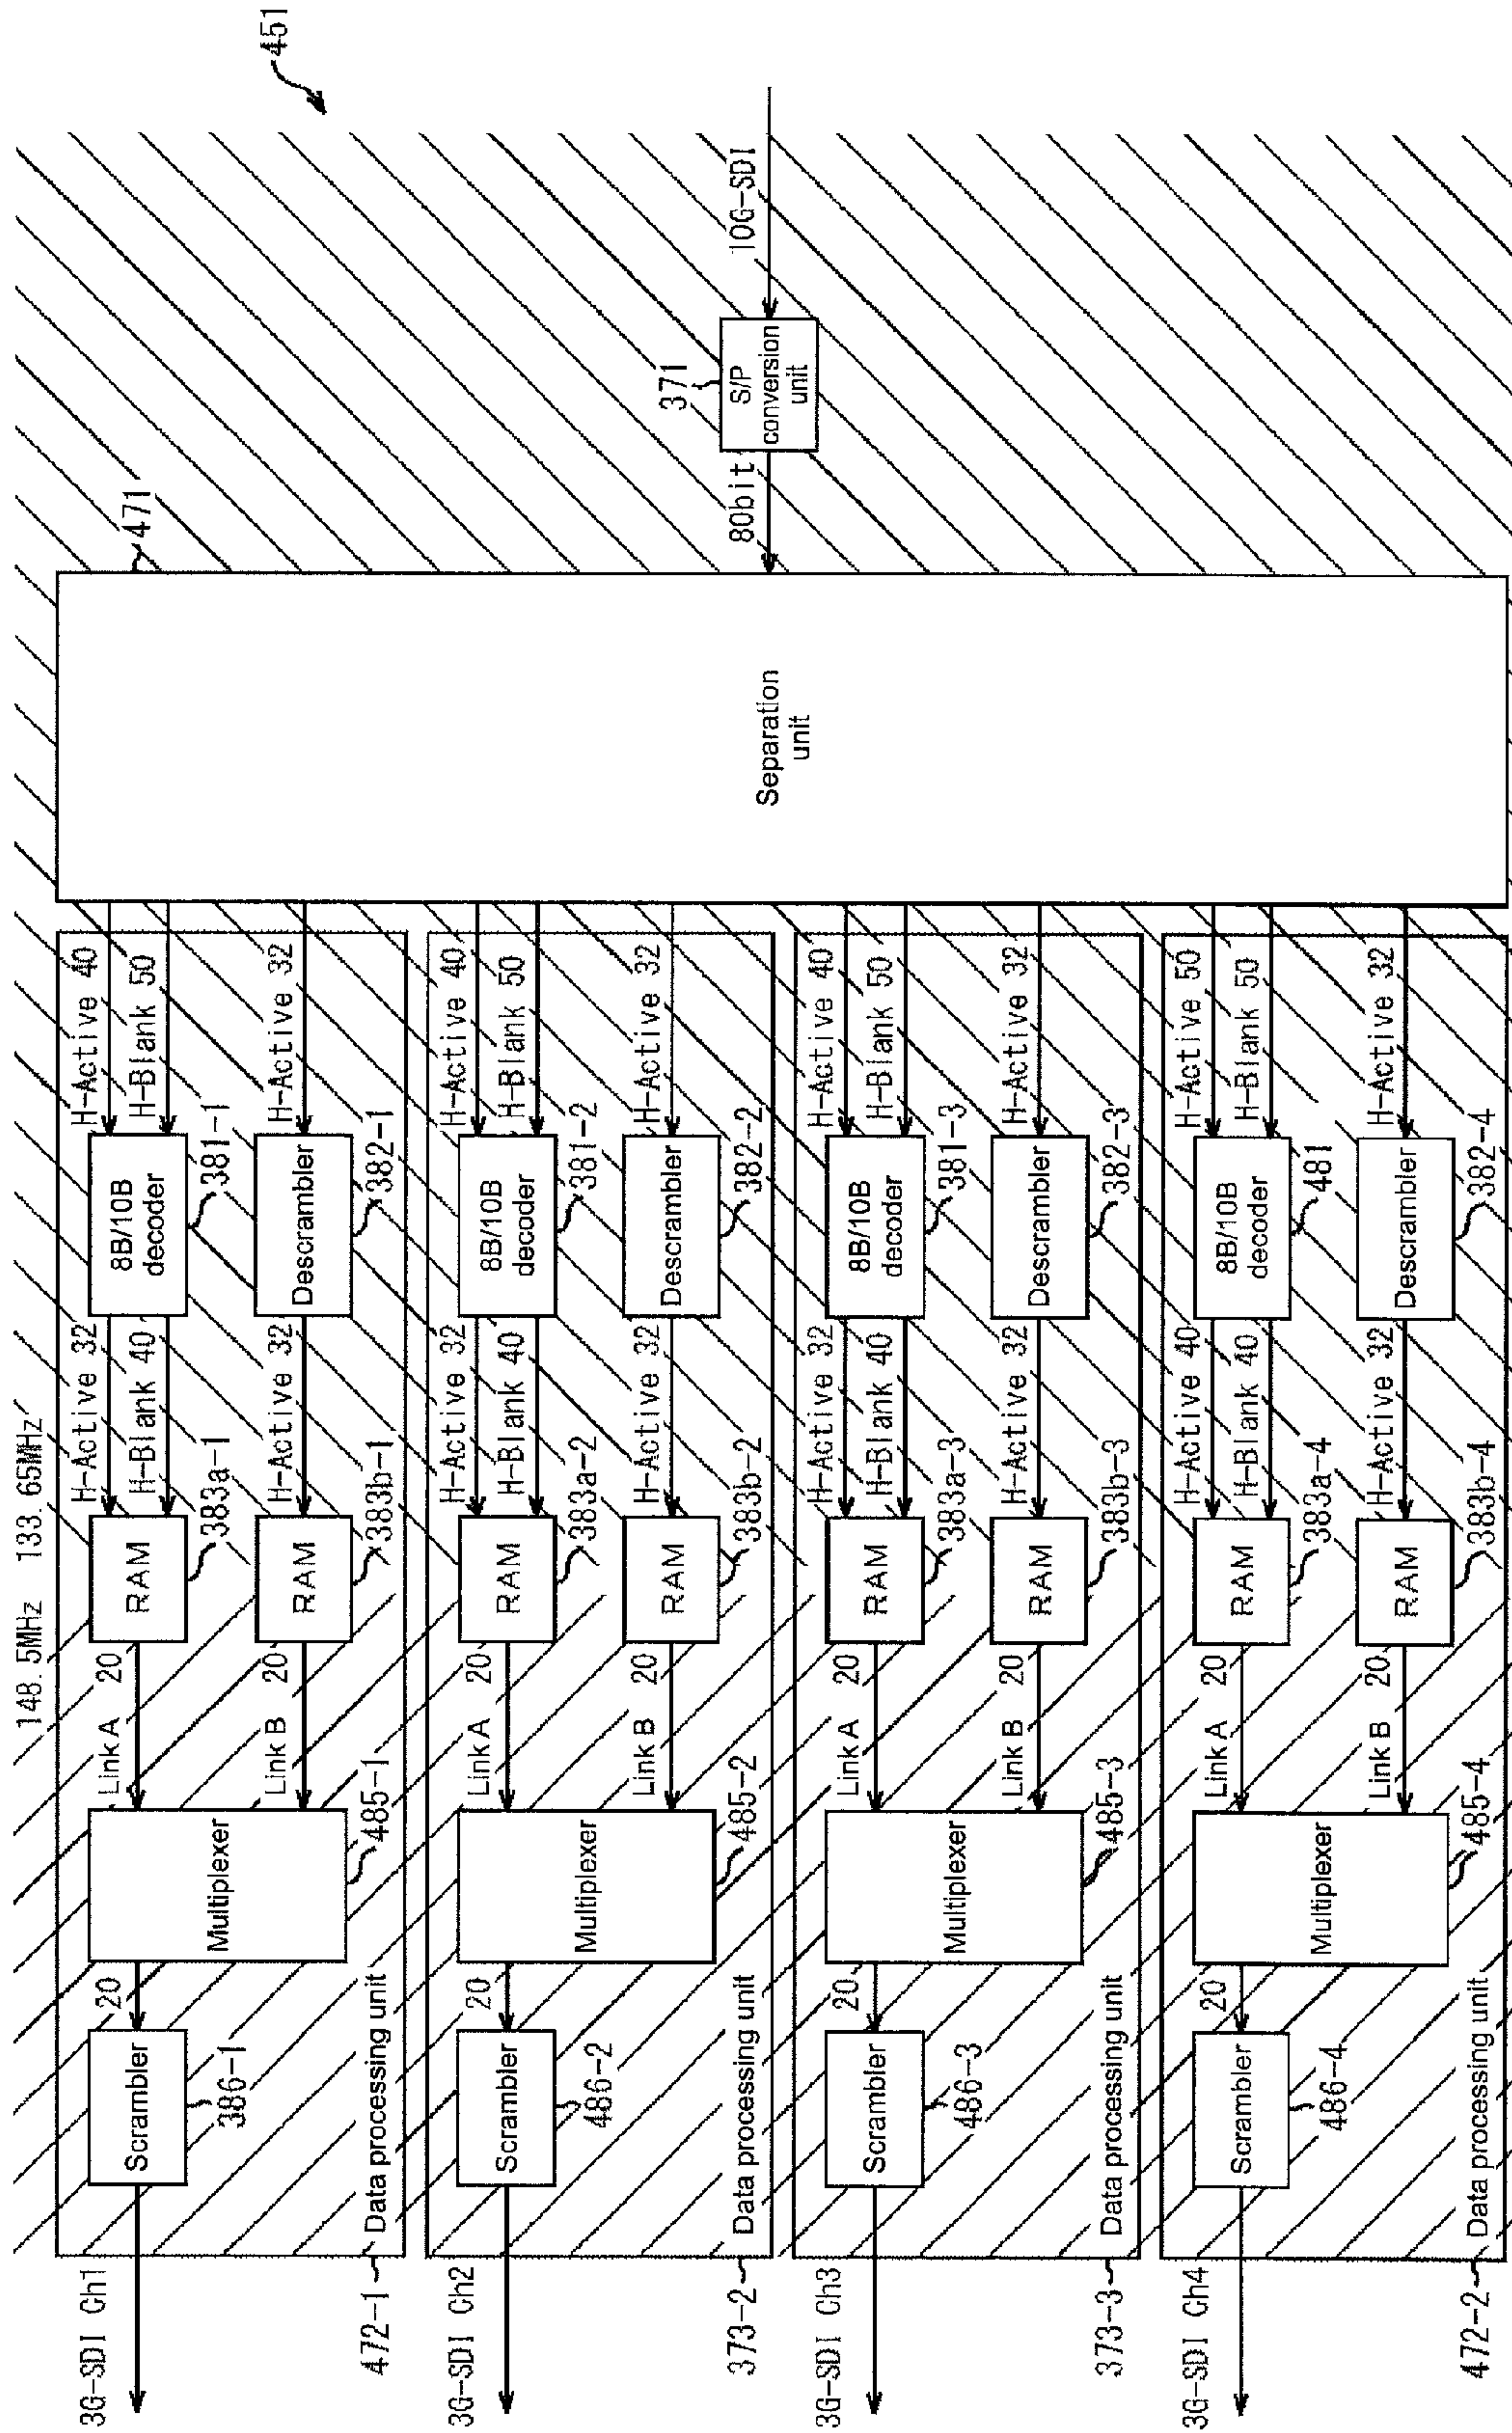 451
10G-SDI
371
S/P
conversion
unit
80bit
471
Separation
unit
148. 5MHz 133. 65MHz
H-Active 40
H-Blank 50
8B/10B
decoder
381-1
H-Active 32
H-Blank 40
RAM
383a-1
20
Link A
H-Active 32
Descrambler
382-1
H-Active 32
RAM
383b-1
20
Link B
Multiplexer
485-1
20
Scrambler
386-1
3G-SDI Ch1
472-1
Data processing unit
H-Active 40
H-Blank 50
8B/10B
decoder
381-2
H-Active 32
H-Blank 40
RAM
383a-2
20
Link A
H-Active 32
Descrambler
382-2
H-Active 32
RAM
383b-2
20
Link B
Multiplexer
485-2
20
Scrambler
486-2
3G-SDI Ch2
373-2
Data processing unit
H-Active 40
H-Blank 50
8B/10B
decoder
381-3
H-Active 32
H-Blank 40
RAM
383a-3
20
Link A
H-Active 32
Descrambler
382-3
H-Active 32
RAM
383b-3
20
Link B
Multiplexer
485-3
20
Scrambler
486-3
3G-SDI Ch3
373-3
Data processing unit
H-Active 50
H-Blank 50
8B/10B
decoder
481
H-Active 40
H-Blank 40
RAM
383a-4
20
Link A
H-Active 32
Descrambler
382-4
H-Active 32
RAM
383b-4
20
Link B
Multiplexer
485-4
20
Scrambler
486-4
3G-SDI Ch4
472-2
Data processing unit